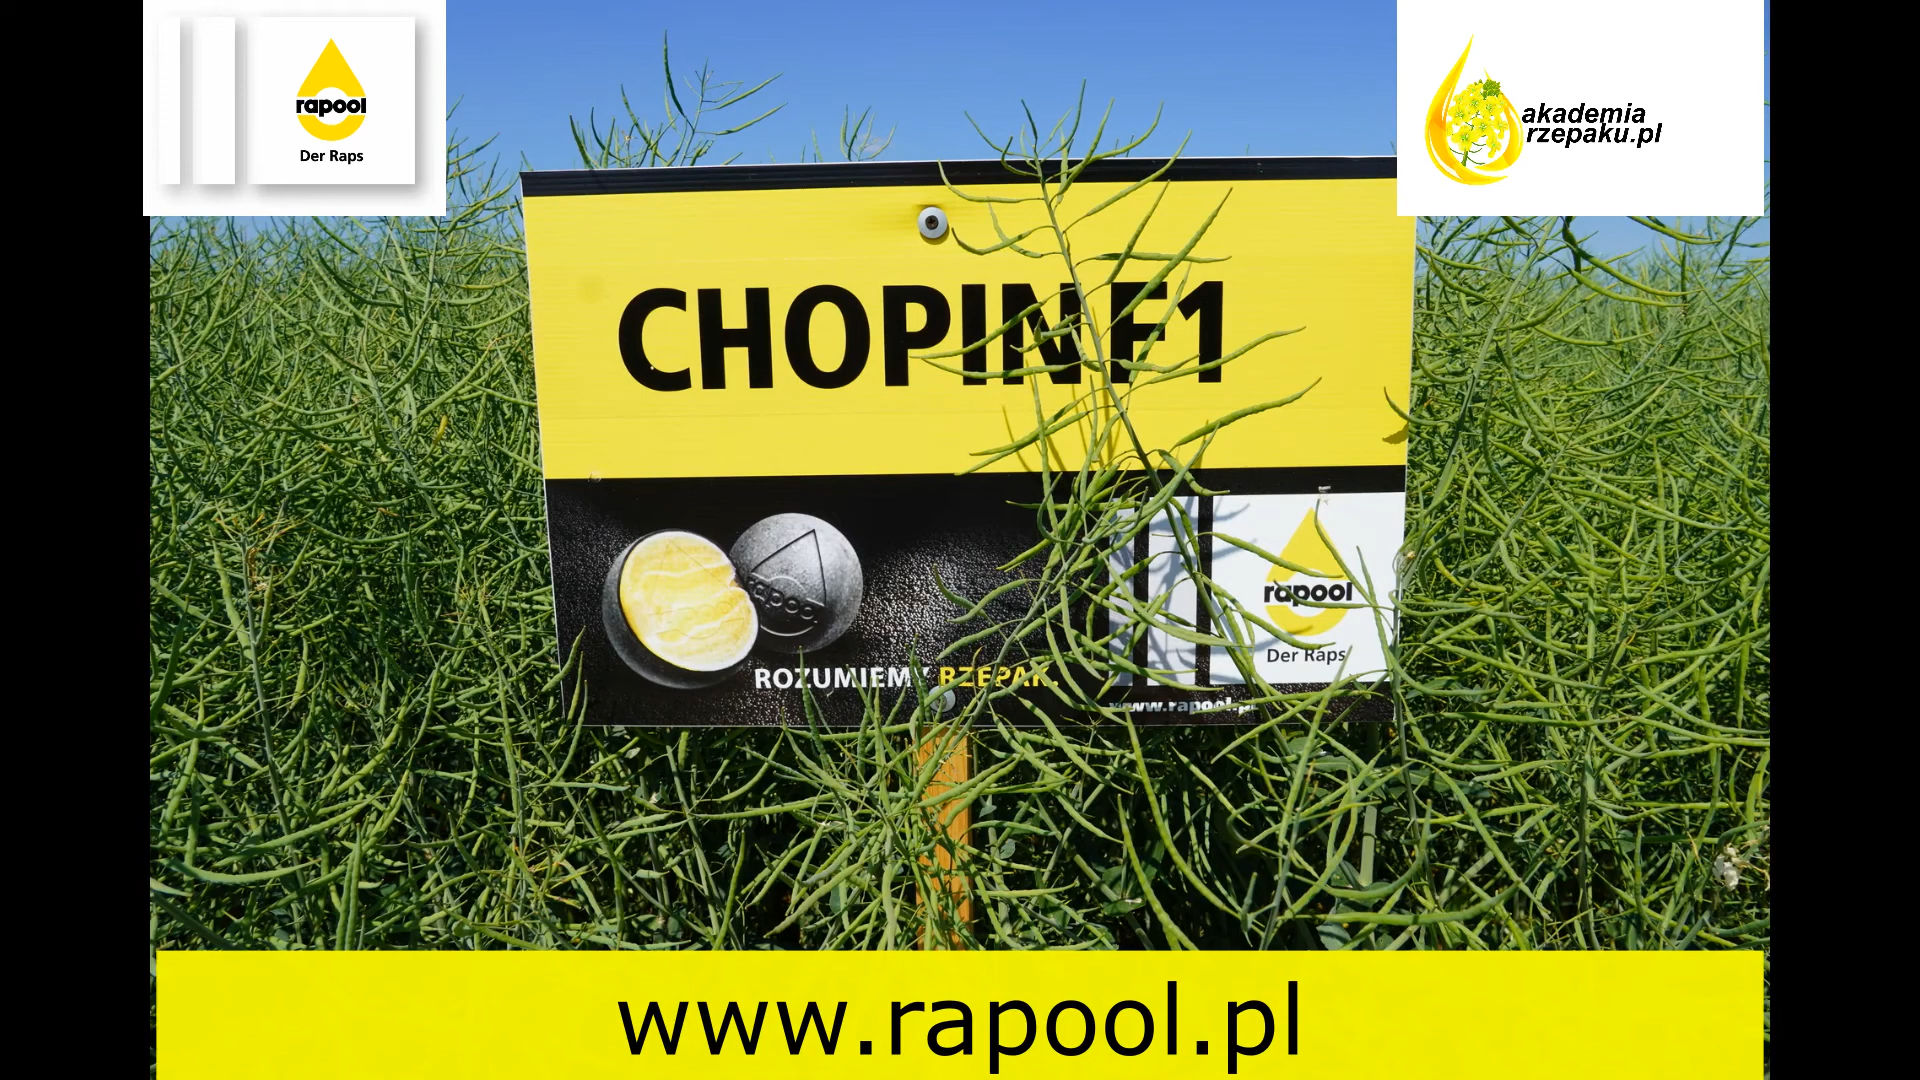 rapool
Der Raps
akademia
rzepaku.pl
CHOPIN F1
rapool
ROZUMIEMY RZEPAK.
rapool
Der Raps
www.rapool.pl
www.rapool.pl